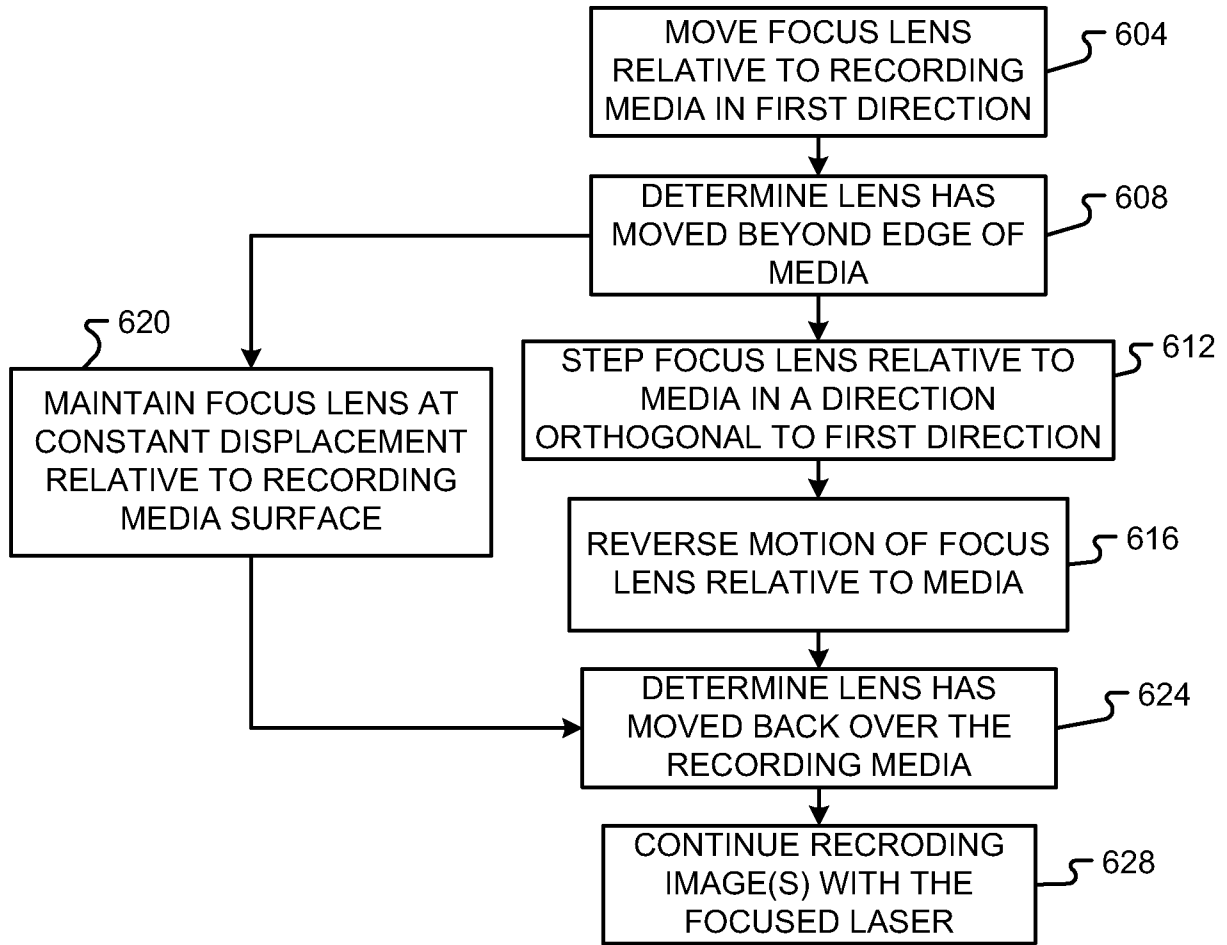 MOVE FOCUS LENS
RELATIVE TO RECORDING
MEDIA IN FIRST DIRECTION
604
DETERMINE LENS HAS
MOVED BEYOND EDGE OF
MEDIA
608
620
MAINTAIN FOCUS LENS AT
CONSTANT DISPLACEMENT
RELATIVE TO RECORDING
MEDIA SURFACE
STEP FOCUS LENS RELATIVE TO
MEDIA IN A DIRECTION
ORTHOGONAL TO FIRST DIRECTION
612
REVERSE MOTION OF FOCUS
LENS RELATIVE TO MEDIA
616
DETERMINE LENS HAS
MOVED BACK OVER THE
RECORDING MEDIA
624
CONTINUE RECRODING
IMAGE(S) WITH THE
FOCUSED LASER
628